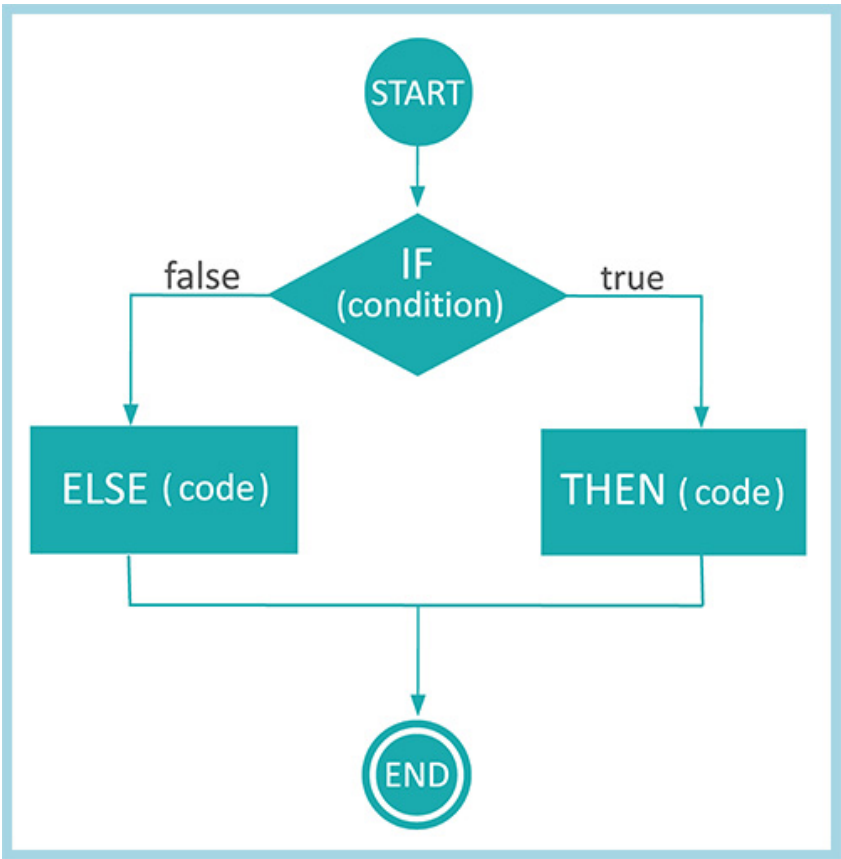 START
IF
(condition)
false
true
ELSE (code)
THEN (code)
END